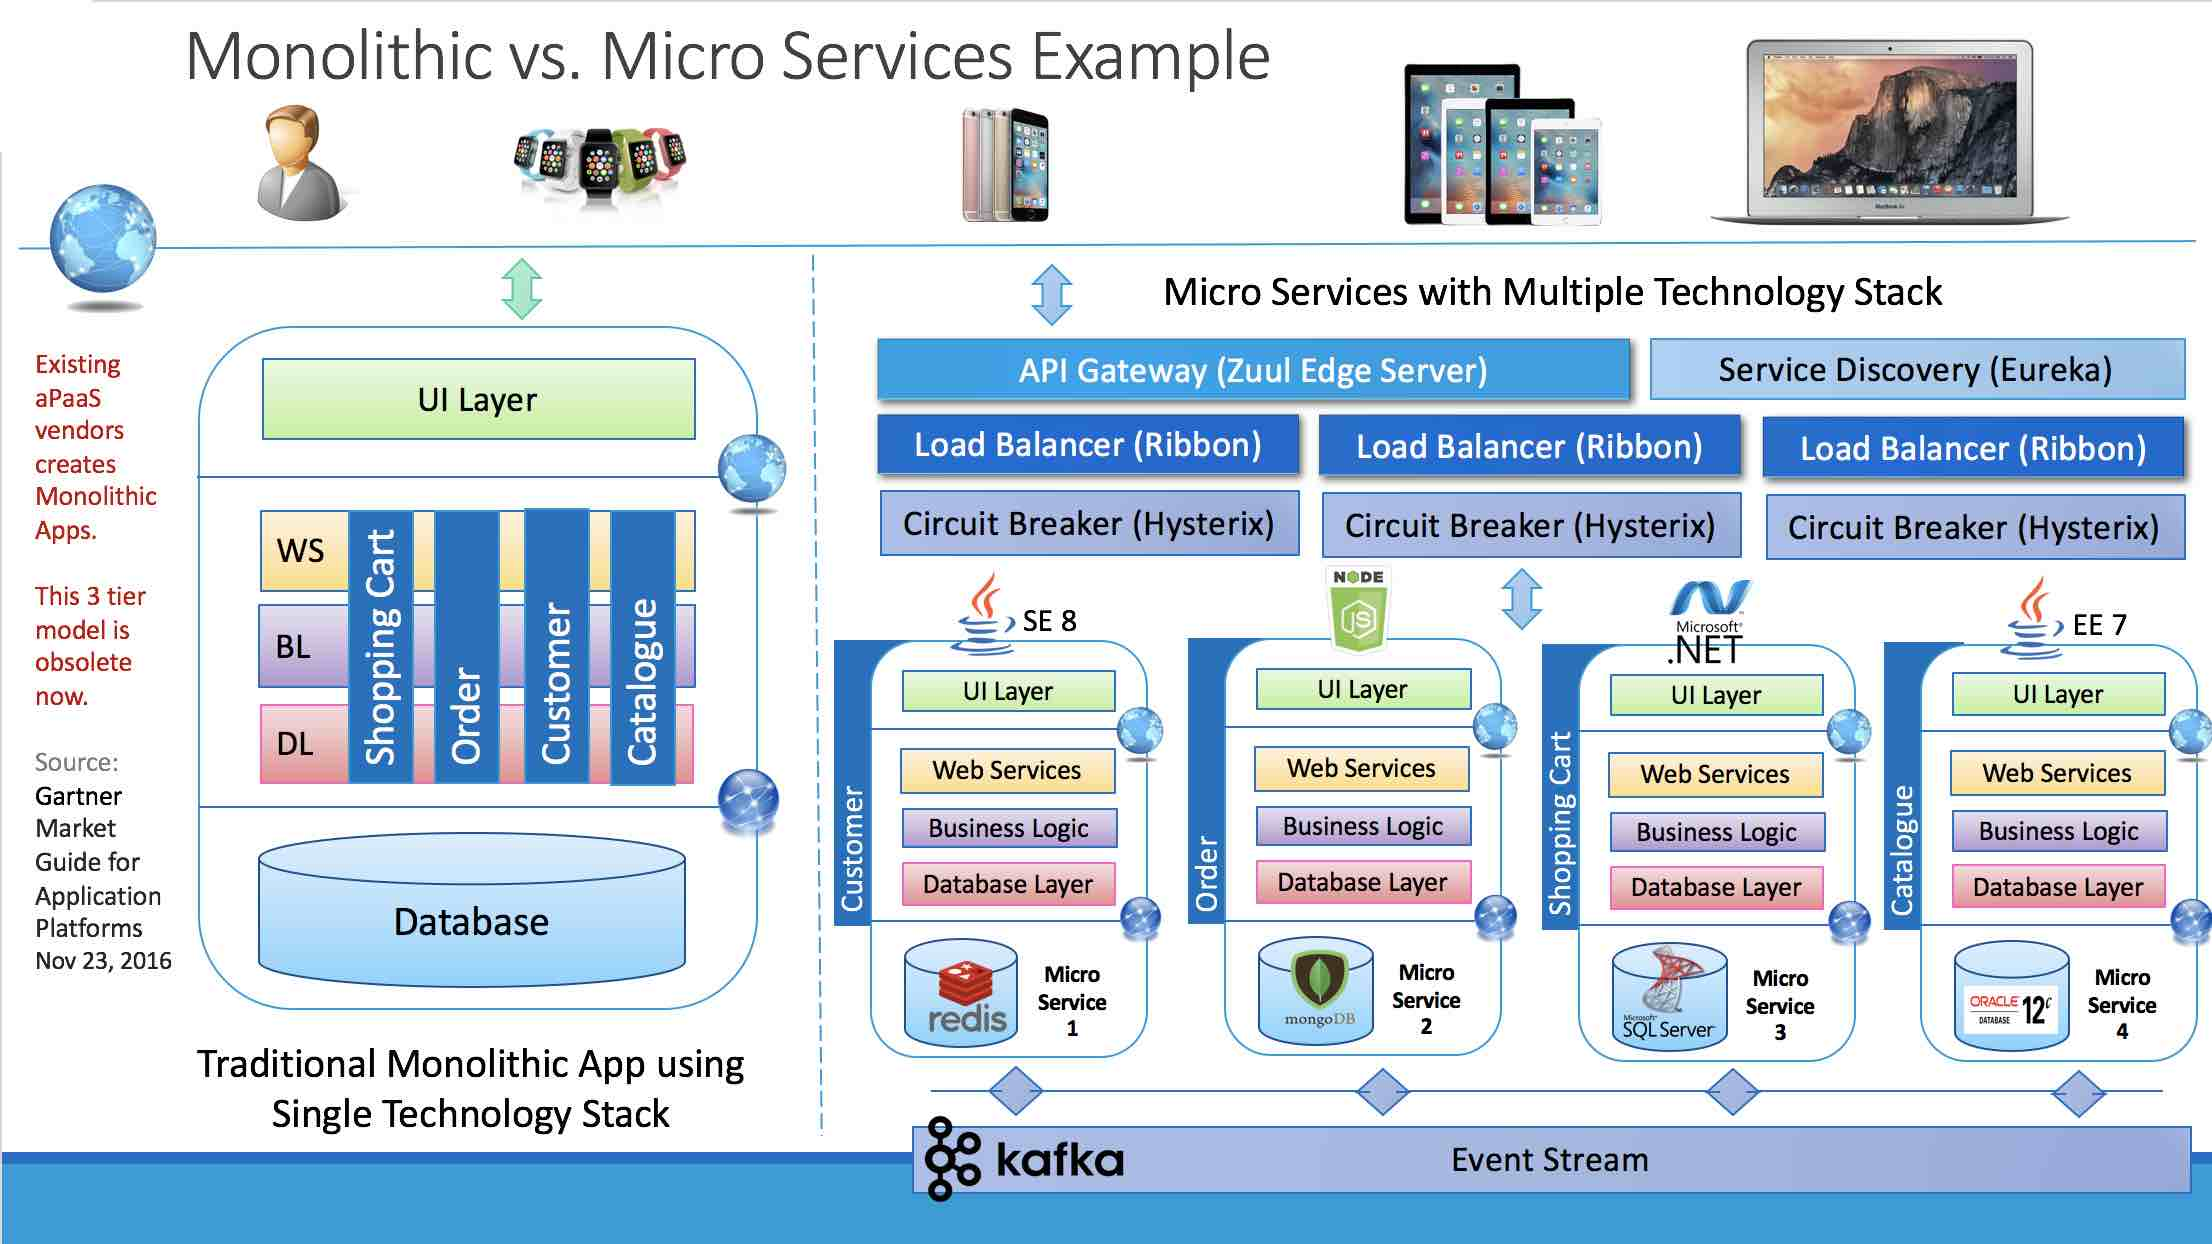 Monolithic vs. Micro Services Example
Existing
aPaaS
vendors
creates
Monolithic
Apps.
This 3 tier
model is
obsolete
now.
Source:
Gartner
Market
Guide for
Application
Platforms
Nov 23, 2016
UI Layer
WS
BL
DL
Shopping Cart
Order
Customer
Catalogue
Database
Traditional Monolithic App using
Single Technology Stack
Micro Services with Multiple Technology Stack
API Gateway (Zuul Edge Server)
Service Discovery (Eureka)
Load Balancer (Ribbon)
Load Balancer (Ribbon)
Load Balancer (Ribbon)
Circuit Breaker (Hysterix)
Circuit Breaker (Hysterix)
Circuit Breaker (Hysterix)
SE 8
Customer
UI Layer
Web Services
Business Logic
Database Layer
redis
Micro
Service
1
NODE
JS
Order
UI Layer
Web Services
Business Logic
Database Layer
mongoDB
Micro
Service
2
Microsoft®
.NET
Shopping Cart
UI Layer
Web Services
Business Logic
Database Layer
Microsoft®
SQL Server
Micro
Service
3
EE 7
Catalogue
UI Layer
Web Services
Business Logic
Database Layer
ORACLE
DATABASE
12c
Micro
Service
4
kafka
Event Stream